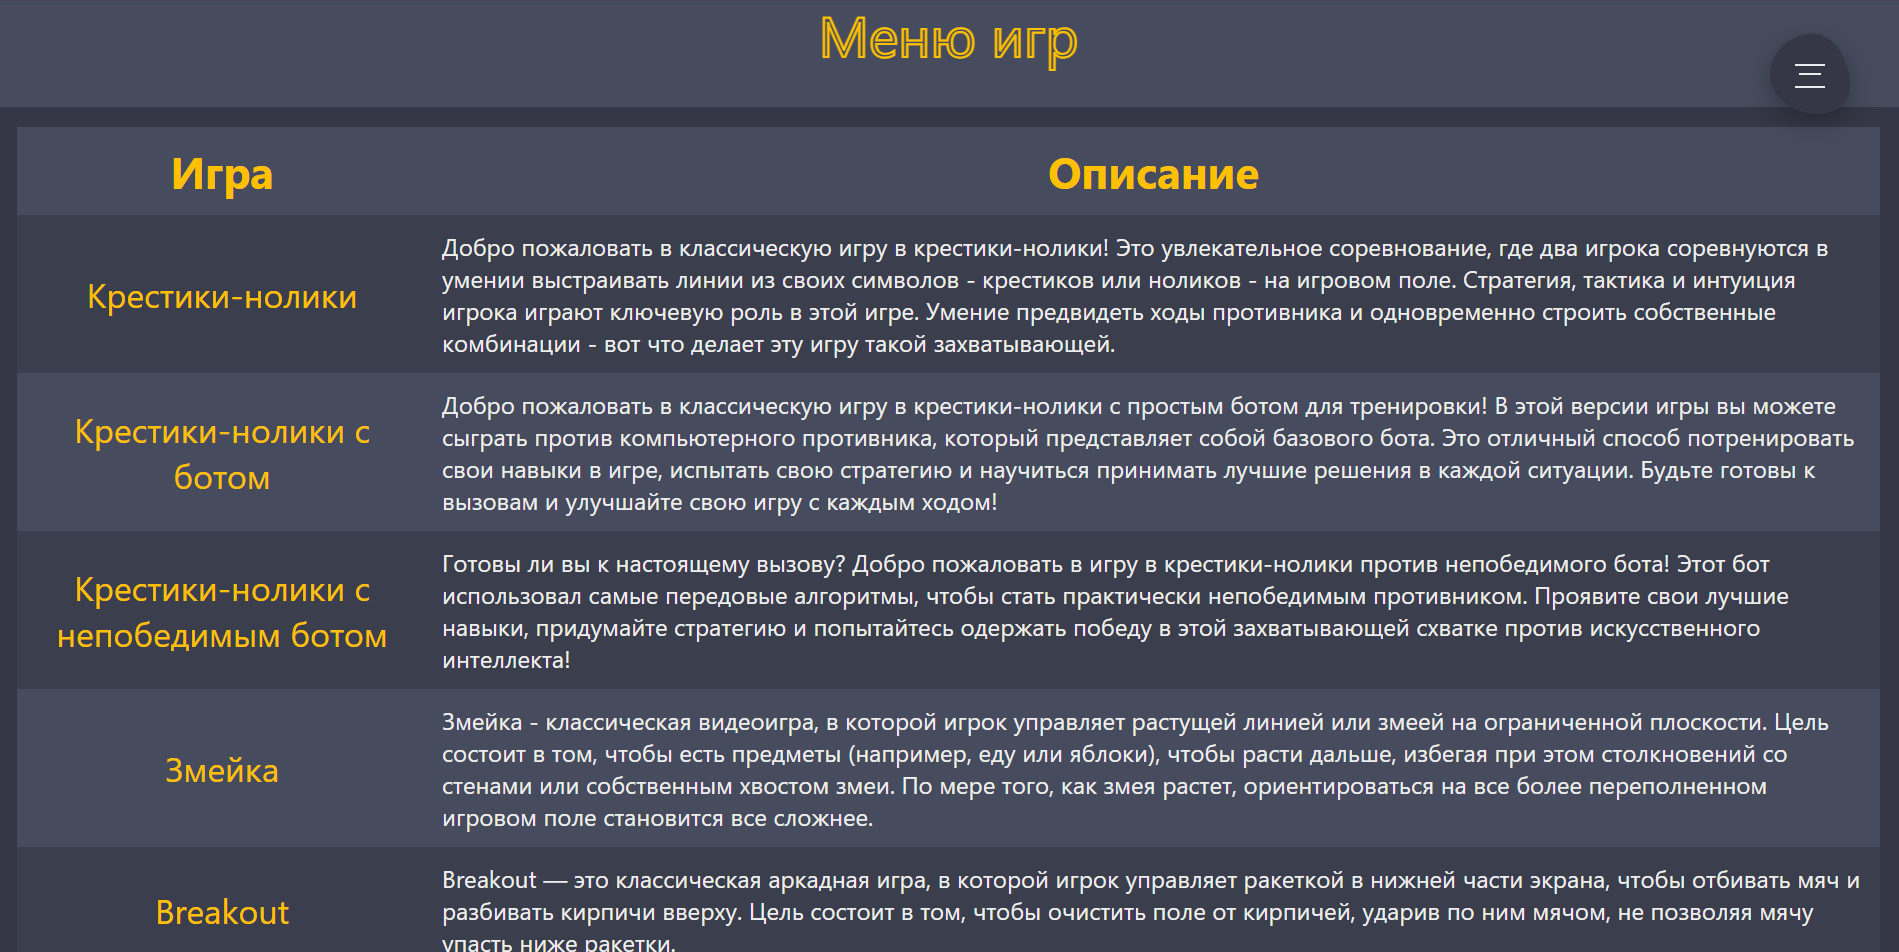 Меню игр
Игра
Описание
Крестики-нолики
Добро пожаловать в классическую игру в крестики-нолики! Это увлекательное соревнование, где два игрока соревнуются в
умении выстраивать линии из своих символов - крестиков или ноликов - на игровом поле. Стратегия, тактика и интуиция
игрока играют ключевую роль в этой игре. Умение предвидеть ходы противника и одновременно строить собственные
комбинации - вот что делает эту игру такой захватывающей.
Крестики-нолики с
ботом
Добро пожаловать в классическую игру в крестики-нолики с простым ботом для тренировки! В этой версии игры вы можете
сыграть против компьютерного противника, который представляет собой базового бота. Это отличный способ потренировать
свои навыки в игре, испытать свою стратегию и научиться принимать лучшие решения в каждой ситуации. Будьте готовы к
вызовам и улучшайте свою игру с каждым ходом!
Крестики-нолики с
непобедимым ботом
Готовы ли вы к настоящему вызову? Добро пожаловать в игру в крестики-нолики против непобедимого бота! Этот бот
использовал самые передовые алгоритмы, чтобы стать практически непобедимым противником. Проявите свои лучшие
навыки, придумайте стратегию и попытайтесь одержать победу в этой захватывающей схватке против искусственного
интеллекта!
Змейка
Змейка - классическая видеоигра, в которой игрок управляет растущей линией или змеей на ограниченной плоскости. Цель
состоит в том, чтобы есть предметы (например, еду или яблоки), чтобы расти дальше, избегая при этом столкновений со
стенами или собственным хвостом змеи. По мере того, как змея растет, ориентироваться на все более переполненном
игровом поле становится все сложнее.
Breakout
Breakout — это классическая аркадная игра, в которой игрок управляет ракеткой в нижней части экрана, чтобы отбивать мяч и
разбивать кирпичи вверху. Цель состоит в том, чтобы очистить поле от кирпичей, ударив по ним мячом, не позволяя мячу
упасть ниже ракетки.